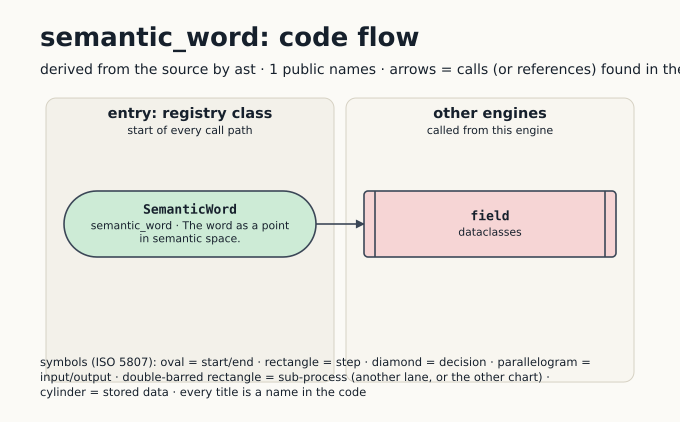 semantic_word: code flow
derived from the source by ast · 1 public names · arrows = calls (or references) found in the
entry: registry class
start of every call path
other engines
called from this engine
SemanticWord
semantic_word · The word as a point
in semantic space.
field
dataclasses
symbols (ISO 5807): oval = start/end · rectangle = step · diamond = decision · parallelogram =
input/output · double-barred rectangle = sub-process (another lane, or the other chart) ·
cylinder = stored data · every title is a name in the code